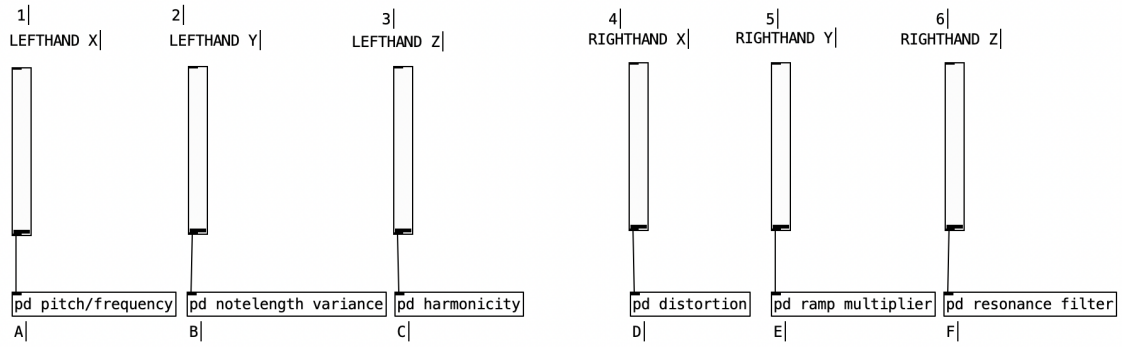 1 2 3 4 5 6
LEFTHAND X LEFTHAND Y LEFTHAND Z RIGHTHAND X RIGHTHAND Y RIGHTHAND Z
pd pitch/frequency pd notelength variance pd harmonicity pd distortion pd ramp multiplier pd resonance filter
A B C D E F